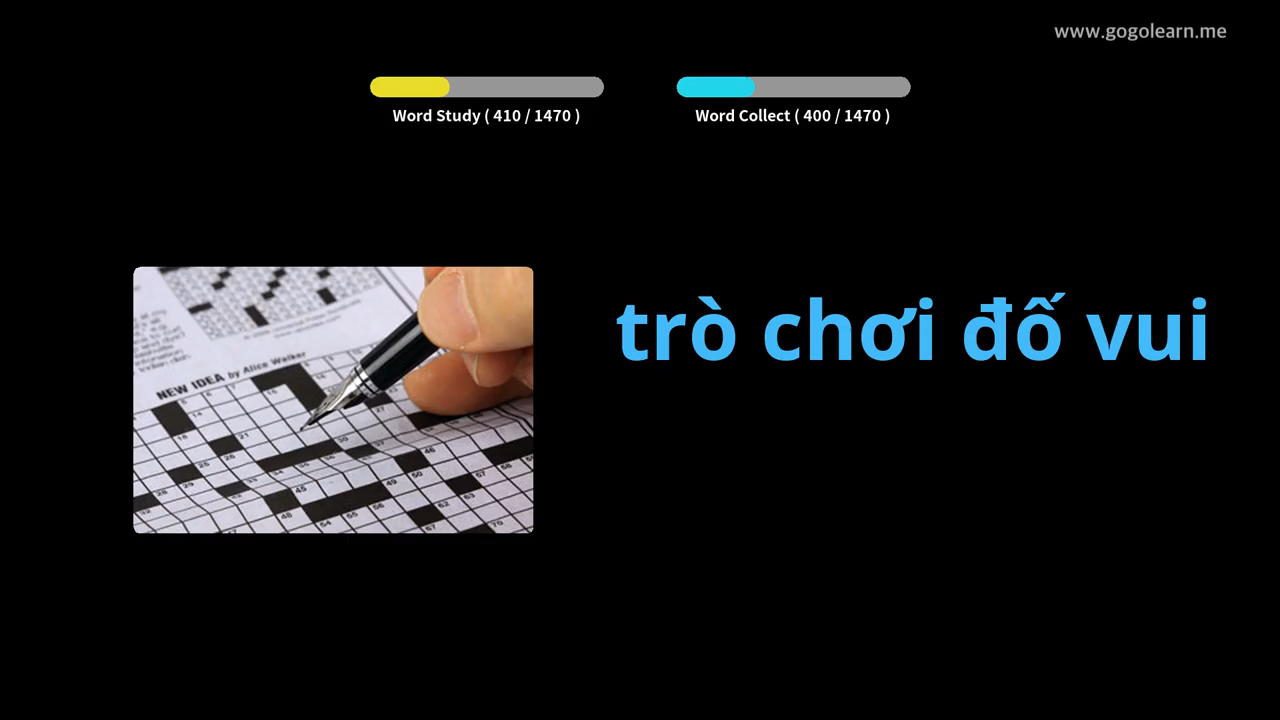 www.gogolearn.me
Word Study ( 410 / 1470 )
Word Collect ( 400 / 1470 )
trò chơi đố vui
NEW IDEA by Alice Walker